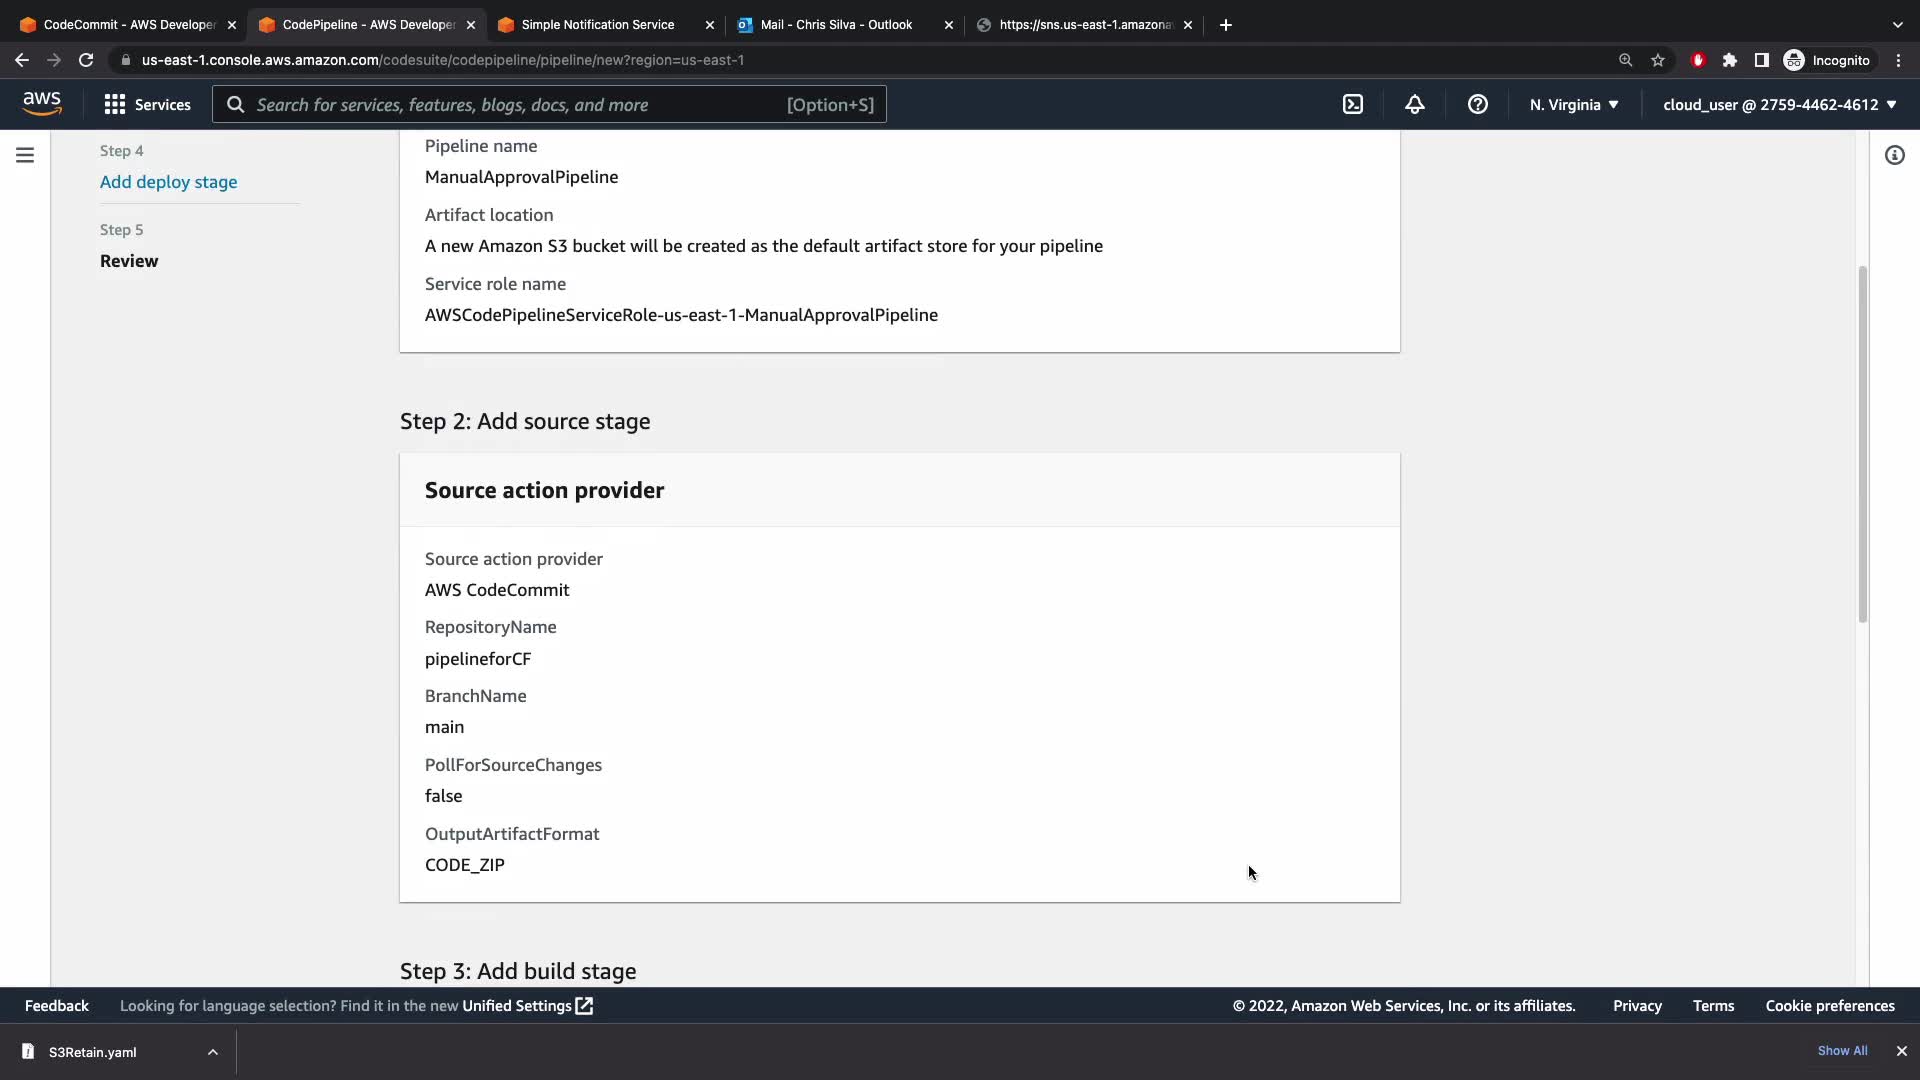 CodeCommit - AWS Developer
CodePipeline - AWS Developer
Simple Notification Service
Mail - Chris Silva - Outlook
https://sns.us-east-1.amazona
us-east-1.console.aws.amazon.com/codesuite/codepipeline/pipeline/new?region=us-east-1
Incognito
aws
Services
Search for services, features, blogs, docs, and more
[Option+S]
N. Virginia
cloud_user @ 2759-4462-4612
Step 4
Add deploy stage
Step 5
Review
Pipeline name
ManualApprovalPipeline
Artifact location
A new Amazon S3 bucket will be created as the default artifact store for your pipeline
Service role name
AWSCodePipelineServiceRole-us-east-1-ManualApprovalPipeline
Step 2: Add source stage
Source action provider
Source action provider
AWS CodeCommit
RepositoryName
pipelineforCF
BranchName
main
PollForSourceChanges
false
OutputArtifactFormat
CODE_ZIP
Step 3: Add build stage
Feedback
Looking for language selection? Find it in the new Unified Settings
© 2022, Amazon Web Services, Inc. or its affiliates.
Privacy
Terms
Cookie preferences
S3Retain.yaml
Show All